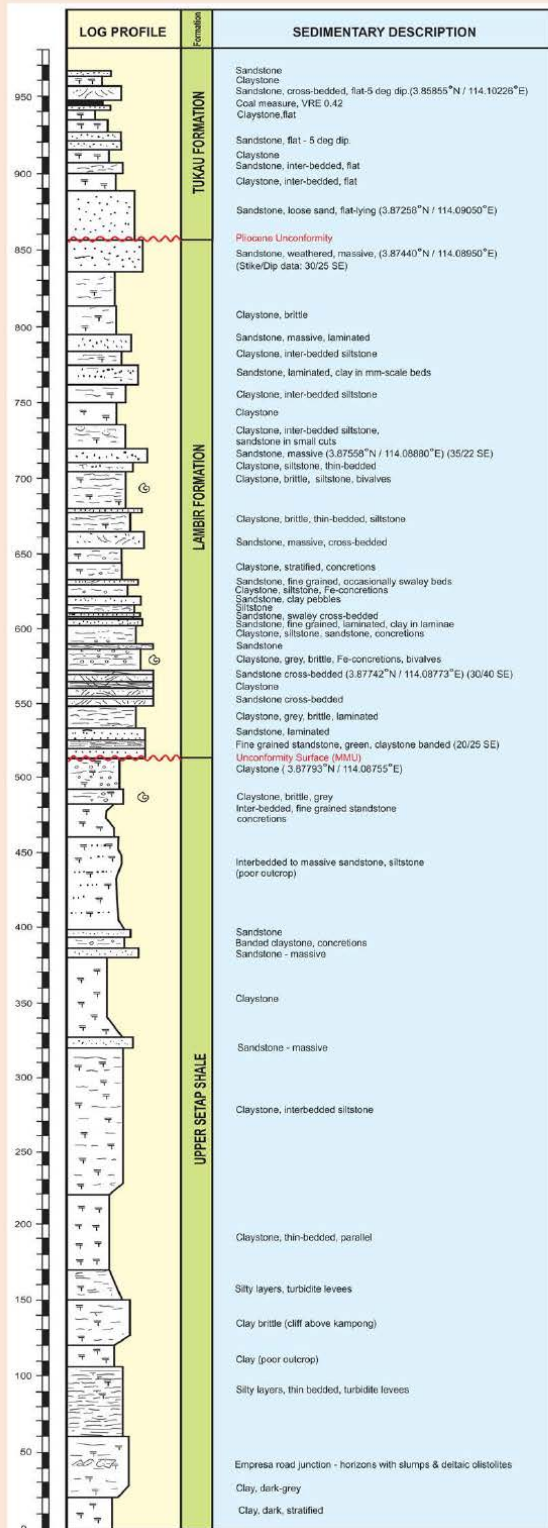 LOG PROFILE
Formation
SEDIMENTARY DESCRIPTION
Sandstone
Claystone
Sandstone, cross-bedded, flat-5 deg dip.(3.85855°N / 114.10226°E)
950
Coal measure, VRE 0.42
Claystone,flat
Sandstone, flat - 5 deg dip.
Claystone
Sandstone, inter-bedded, flat
900
Claystone, inter-bedded, flat
TUKAU FORMATION
Sandstone, loose sand, flat-lying (3.87258°N / 114.09050°E)
Pliocene Unconformity
850
Sandstone, weathered, massive, (3.87440°N / 114.08950°E)
(Stike/Dip data: 30/25 SE)
Claystone, brittle
800
Sandstone, massive, laminated
Claystone, inter-bedded siltstone
Sandstone, laminated, clay in mm-scale beds
Claystone, inter-bedded siltstone
750
Claystone
Claystone, inter-bedded siltstone,
sandstone in small cuts
Sandstone, massive (3.87558°N / 114.08880°E) (35/22 SE)
Claystone, siltstone, thin-bedded
700
Claystone, brittle, siltstone, bivalves
LAMBIR FORMATION
Claystone, brittle, thin-bedded, siltstone
Sandstone, massive, cross-bedded
650
Claystone, stratified, concretions
Sandstone, fine grained, occasionally swaley beds
Claystone, siltstone, Fe-concretions
Sandstone, clay pebbles
Siltstone
Sandstone, swaley cross-bedded
Sandstone, fine grained, laminated, clay in laminae
600
Claystone, siltstone, sandstone, concretions
Sandstone
Claystone, grey, brittle, Fe-concretions, bivalves
Sandstone cross-bedded (3.87742°N / 114.08773°E) (30/40 SE)
Claystone
550
Sandstone cross-bedded
Claystone, grey, brittle, laminated
Sandstone, laminated
Fine grained standstone, green, claystone banded (20/25 SE)
Unconformity Surface (MMU)
500
Claystone ( 3.87793°N / 114.08755°E)
Claystone, brittle, grey
Inter-bedded, fine grained standstone
concretions
450
Interbedded to massive sandstone, siltstone
(poor outcrop)
400
Sandstone
Banded claystone, concretions
Sandstone - massive
350
Claystone
Sandstone - massive
300
UPPER SETAP SHALE
Claystone, interbedded siltstone
250
200
Claystone, thin-bedded, parallel
150
Silty layers, turbidite levees
Clay brittle (cliff above kampong)
Clay (poor outcrop)
100
Silty layers, thin bedded, turbidite levees
50
Empresa road junction - horizons with slumps & deltaic olistolites
Clay, dark-grey
Clay, dark, stratified
0